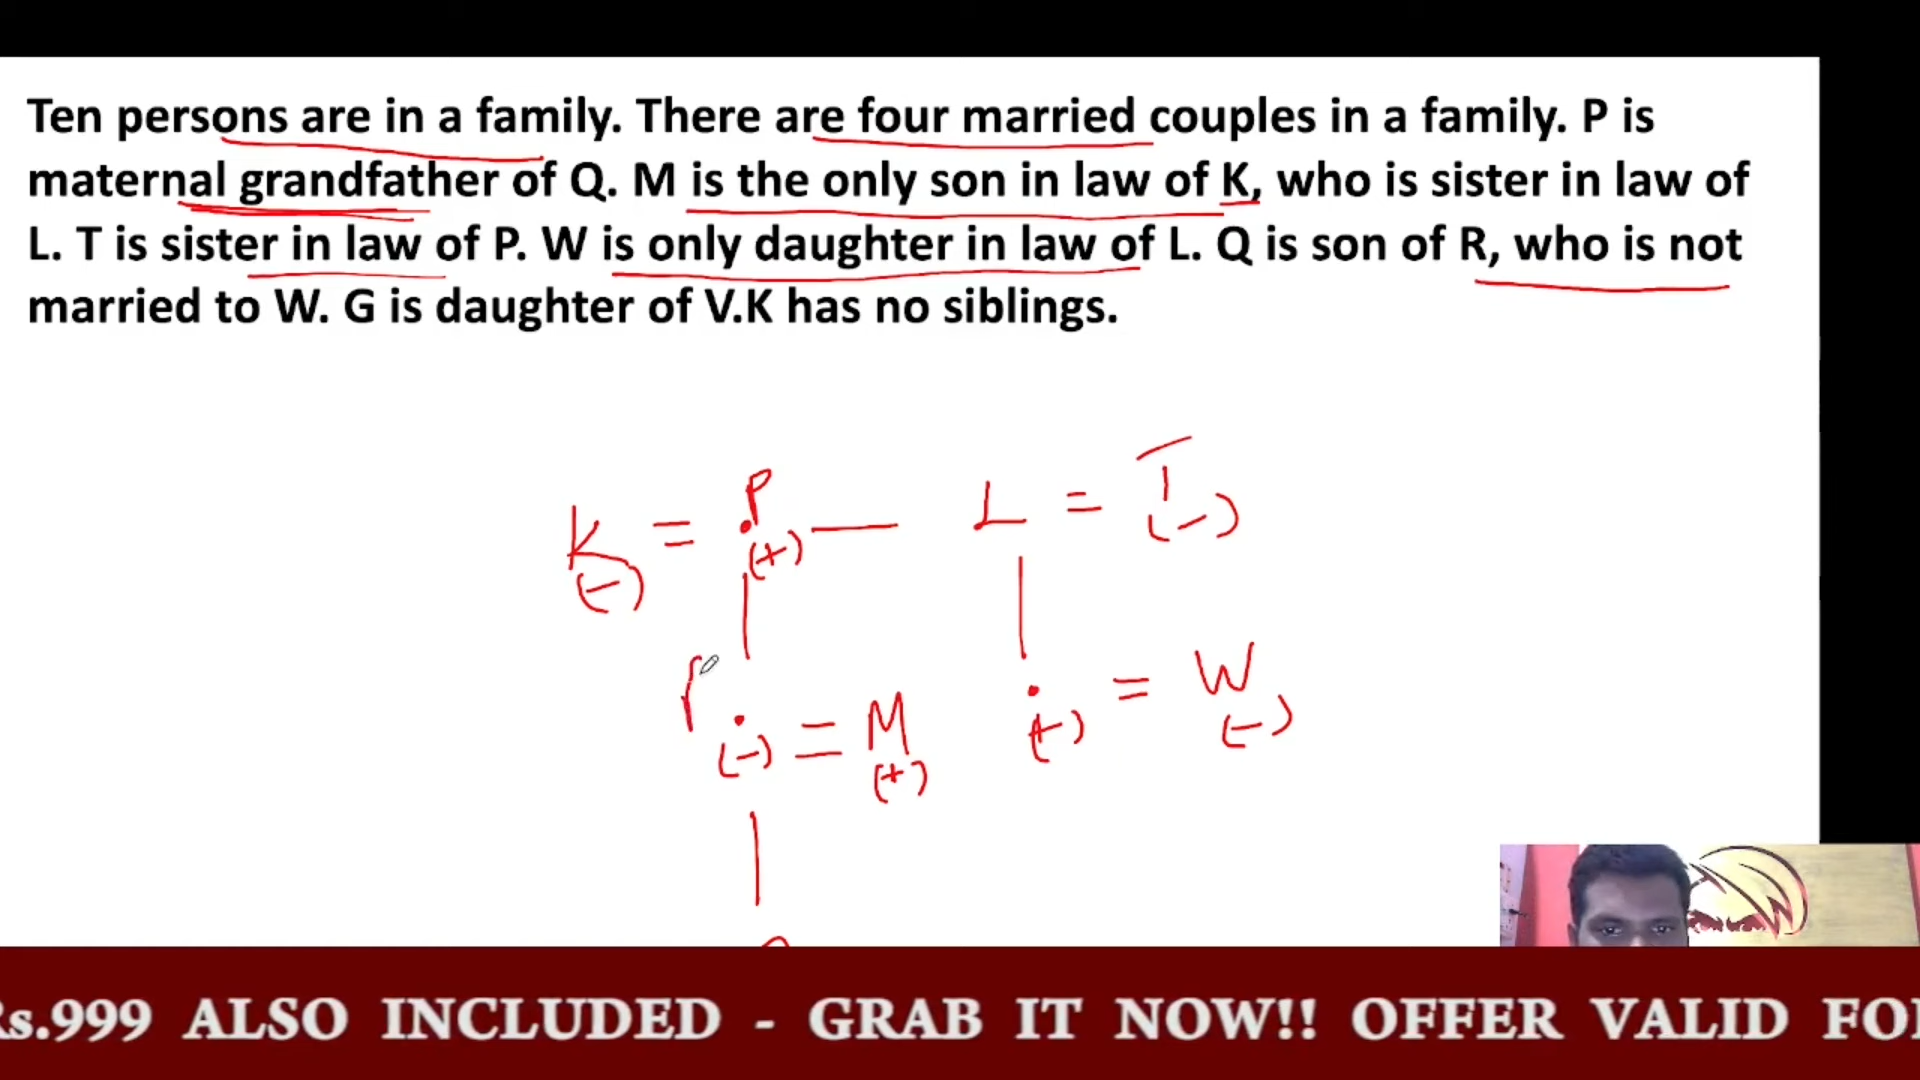 Ten persons are in a family. There are four married couples in a family. P is
maternal grandfather of Q. M is the only son in law of K, who is sister in law of
L. T is sister in law of P. W is only daughter in law of L. Q is son of R, who is not
married to W. G is daughter of V.K has no siblings.
K = P — L = T
(-) (+) (-)
= M = W
(-) (+) (+) (-)
Rs.999 ALSO INCLUDED - GRAB IT NOW!! OFFER VALID